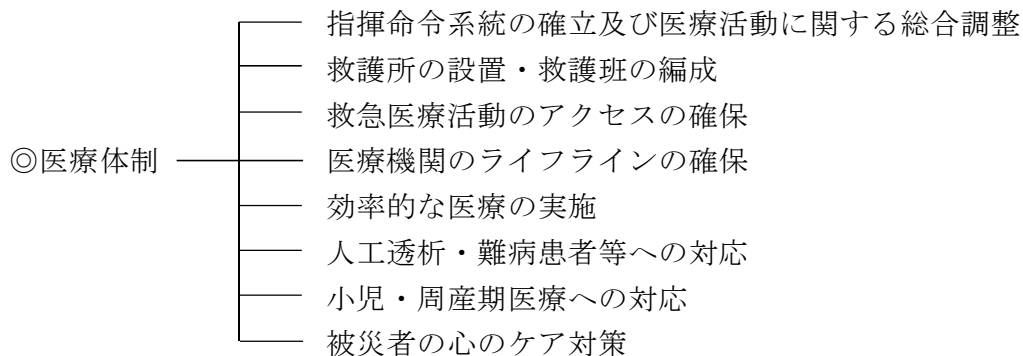 指揮命令系統の確立及び医療活動に関する総合調整
救護所の設置・救護班の編成
救急医療活動のアクセスの確保
◎医療体制
医療機関のライフラインの確保
効率的な医療の実施
人工透析・難病患者等への対応
小児・周産期医療への対応
被災者の心のケア対策